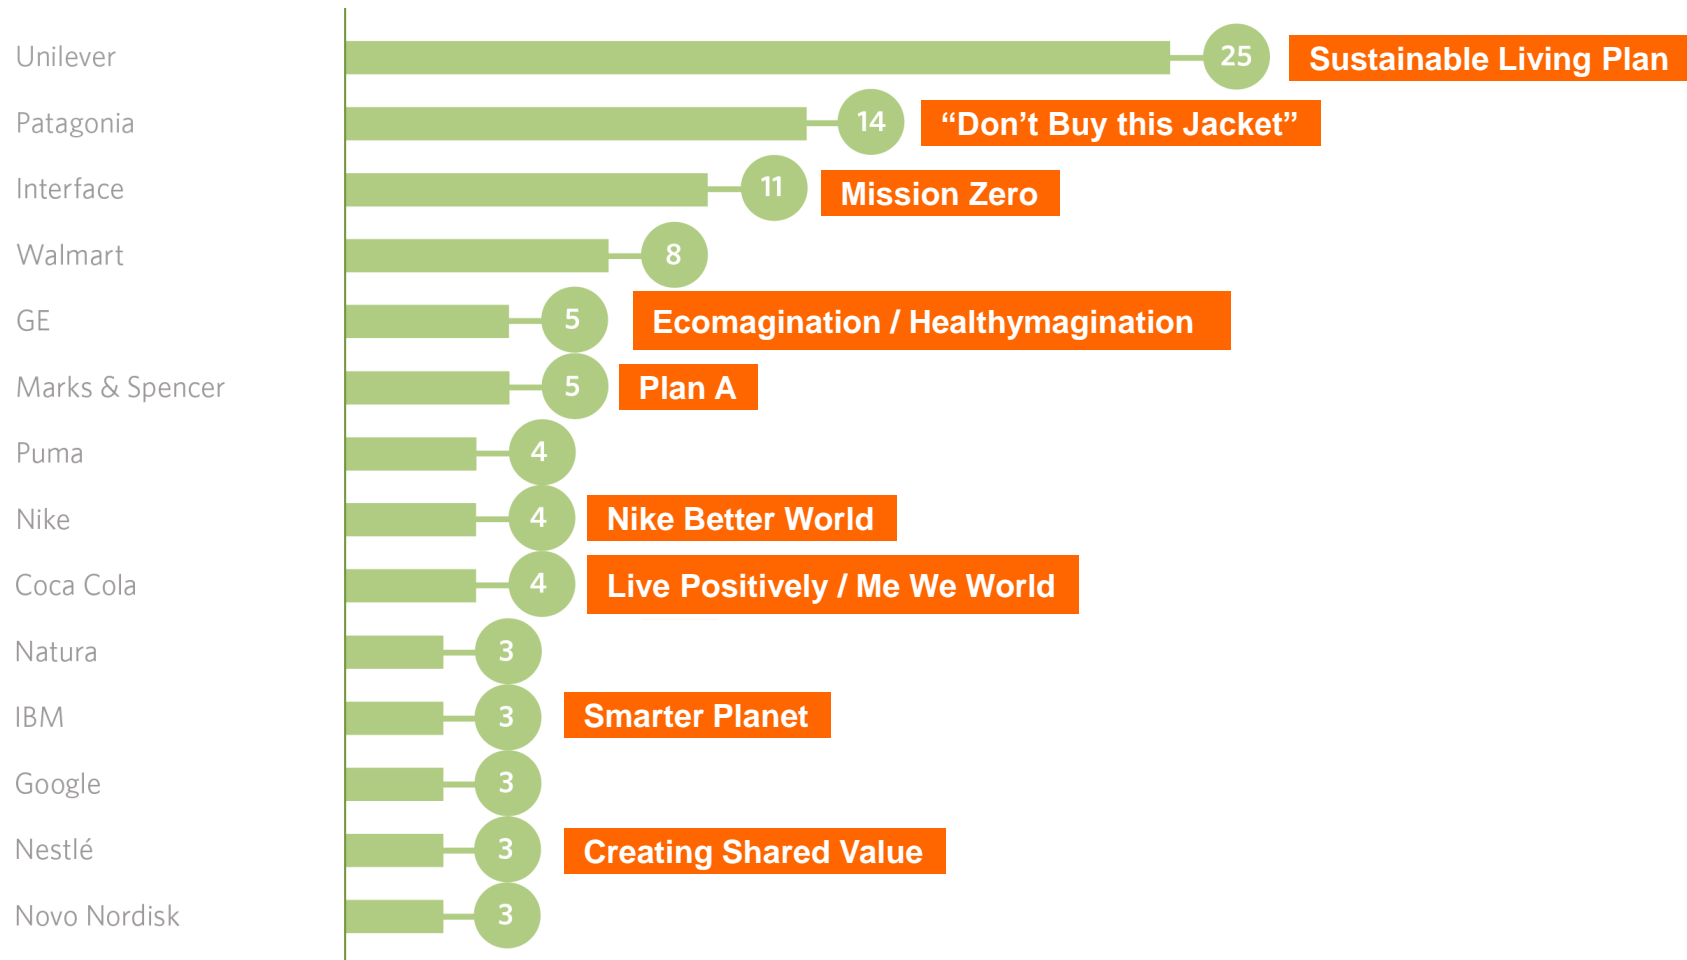 Unilever 25 Sustainable Living Plan
Patagonia 14 “Don’t Buy this Jacket”
Interface 11 Mission Zero
Walmart 8
GE 5 Ecomagination / Healthymagination
Marks & Spencer 5 Plan A
Puma 4
Nike 4 Nike Better World
Coca Cola 4 Live Positively / Me We World
Natura 3
IBM 3 Smarter Planet
Google 3
Nestlé 3 Creating Shared Value
Novo Nordisk 3